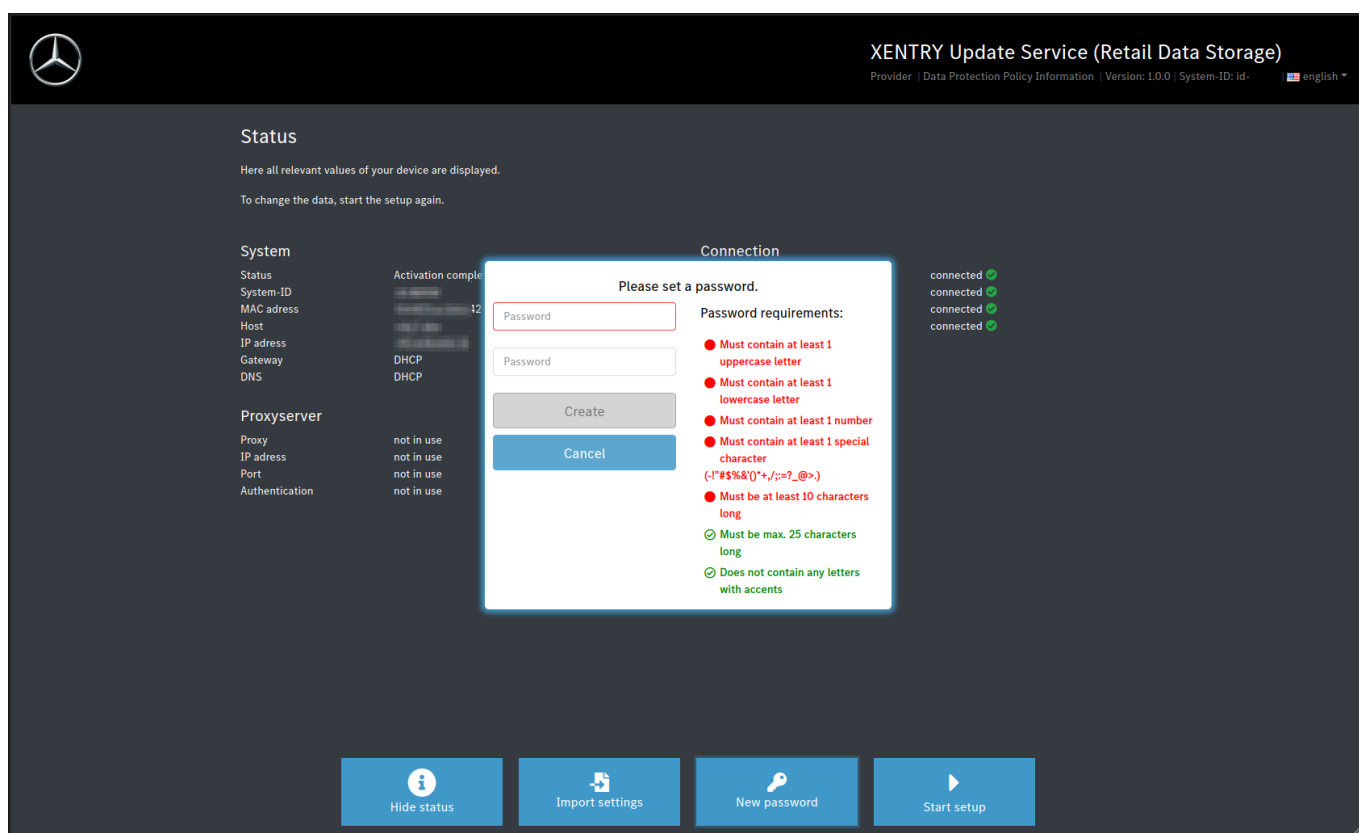 XENTRY Update Service (Retail Data Storage)
Provider | Data Protection Policy Information | Version: 1.0.0 | System-ID: id- | english
Status
Here all relevant values of your device are displayed.
To change the data, start the setup again.
System
Status Activation comple
System-ID
MAC adress 42
Host
IP adress
Gateway DHCP
DNS DHCP
Proxyserver
Proxy not in use
IP adress not in use
Port not in use
Authentication not in use
Connection
connected
connected
connected
connected
Please set a password.
Password
Password
Create
Cancel
Password requirements:
Must contain at least 1
uppercase letter
Must contain at least 1
lowercase letter
Must contain at least 1 number
Must contain at least 1 special
character
(-!"#$%&'()*+,/;:=?_@>.)
Must be at least 10 characters
long
Must be max. 25 characters
long
Does not contain any letters
with accents
Hide status
Import settings
New password
Start setup